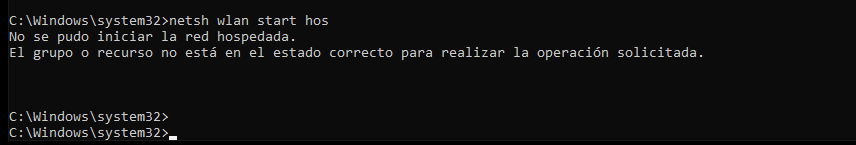 C:\Windows\system32>netsh wlan start hos
No se pudo iniciar la red hospedada.
El grupo o recurso no está en el estado correcto para realizar la operación solicitada.
C:\Windows\system32>
C:\Windows\system32>